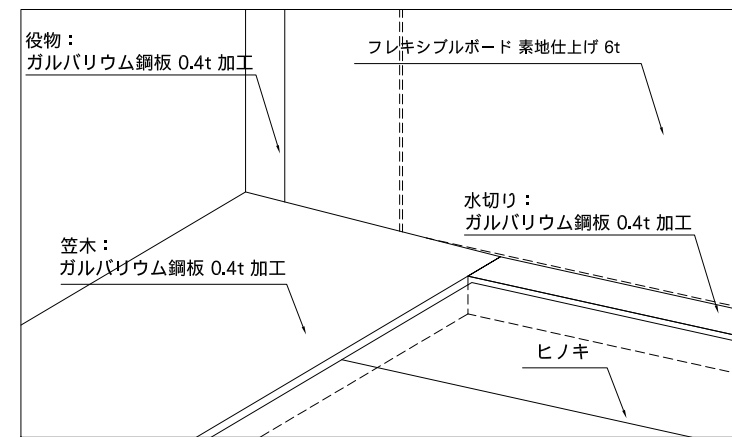 役物：
ガルバリウム鋼板 0.4t 加工
フレキシブルボード 素地仕上げ 6t
水切り：
ガルバリウム鋼板 0.4t 加工
笠木：
ガルバリウム鋼板 0.4t 加工
ヒノキ